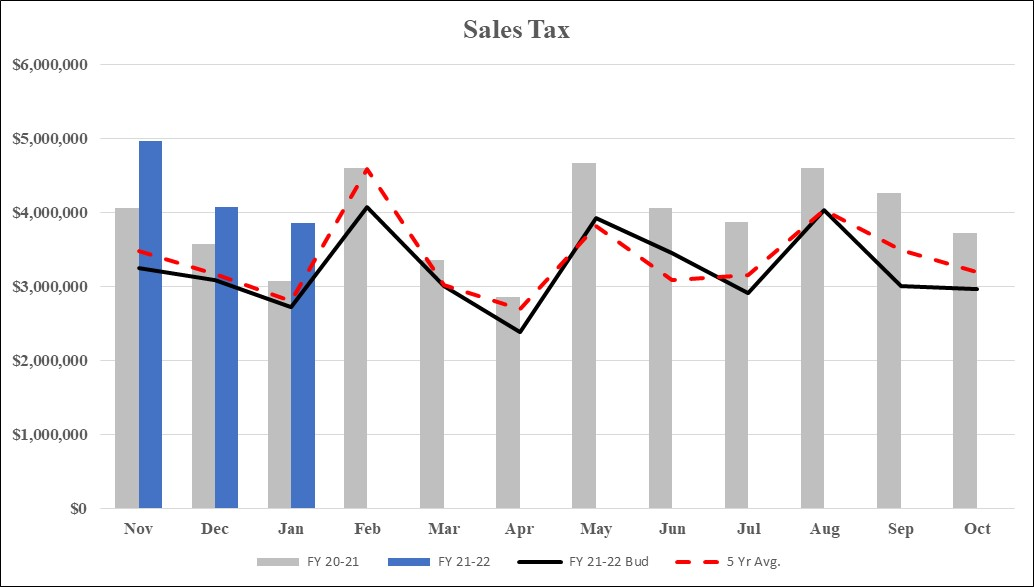 Sales Tax
$6,000,000
$5,000,000
$4,000,000
$3,000,000
$2,000,000
$1,000,000
$0
Nov Dec Jan Feb Mar Apr May Jun Jul Aug Sep Oct
FY 20-21 FY 21-22 FY 21-22 Bud 5 Yr Avg.